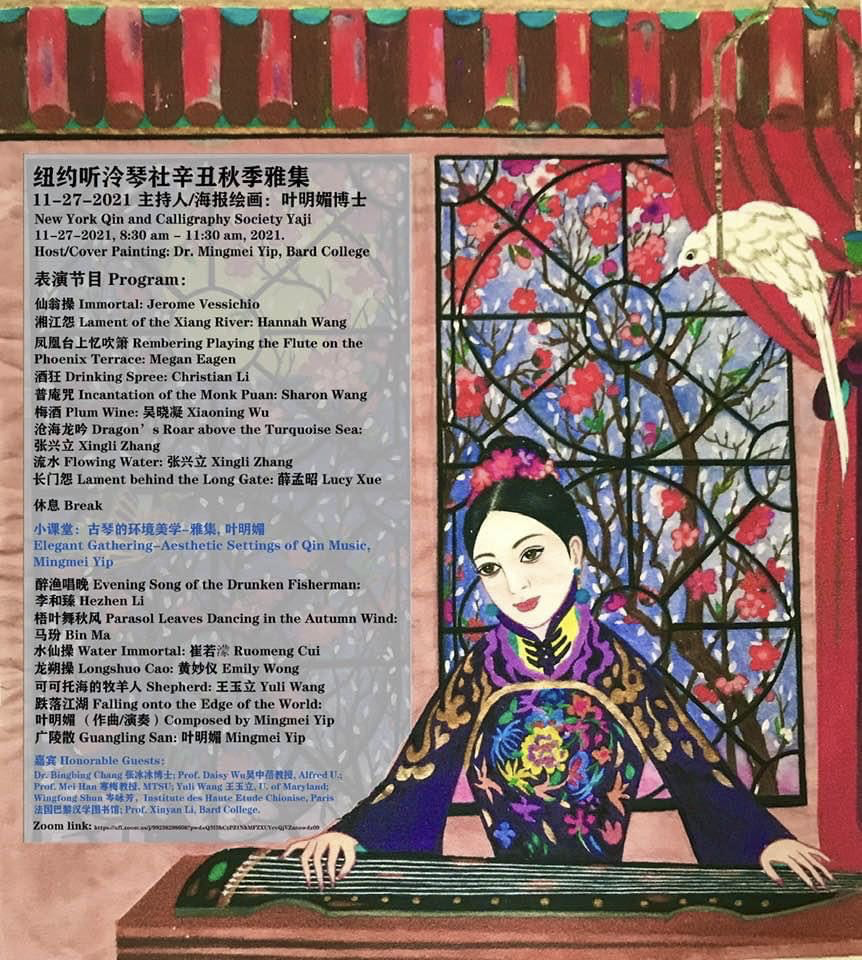 纽约听泠琴社辛丑秋季雅集
11-27-2021 主持人/海报绘画：叶明媚博士
New York Qin and Calligraphy Society Yaji
11-27-2021, 8:30 am - 11:30 am, 2021.
Host/Cover Painting: Dr. Mingmei Yip, Bard College
表演节目 Program:
仙翁操 Immortal: Jerome Vessichio
湘江怨 Lament of the Xiang River: Hannah Wang
凤凰台上忆吹箫 Rembering Playing the Flute on the
Phoenix Terrace: Megan Eagen
酒狂 Drinking Spree: Christian Li
普庵咒 Incantation of the Monk Puan: Sharon Wang
梅酒 Plum Wine: 吴晓凝 Xiaoning Wu
沧海龙吟 Dragon's Roar above the Turquoise Sea:
张兴立 Xingli Zhang
流水 Flowing Water: 张兴立 Xingli Zhang
长门怨 Lament behind the Long Gate: 薛孟昭 Lucy Xue
休息 Break
小课堂：古琴的环境美学-雅集, 叶明媚
Elegant Gathering-Aesthetic Settings of Qin Music,
Mingmei Yip
醉渔唱晚 Evening Song of the Drunken Fisherman:
李和臻 Hezhen Li
梧叶舞秋风 Parasol Leaves Dancing in the Autumn Wind:
马玢 Bin Ma
水仙操 Water Immortal: 崔若濛 Ruomeng Cui
龙朔操 Longshuo Cao: 黄妙仪 Emily Wong
可可托海的牧羊人 Shepherd: 王玉立 Yuli Wang
跌落江湖 Falling onto the Edge of the World:
叶明媚 （作曲/演奏）Composed by Mingmei Yip
广陵散 Guangling San: 叶明媚 Mingmei Yip
嘉宾 Honorable Guests:
Dr. Bingbing Chang 张冰冰博士; Prof. Daisy Wu吴中蓓教授, Alfred U.;
Prof. Mei Han 寒梅教授, MTSU; Yuli Wang 王玉立, U. of Maryland;
Wingfong Shun 岑咏芳, Institute des Haute Etude Chionise, Paris
法国巴黎汉学图书馆; Prof. Xinyan Li, Bard College.
Zoom link: